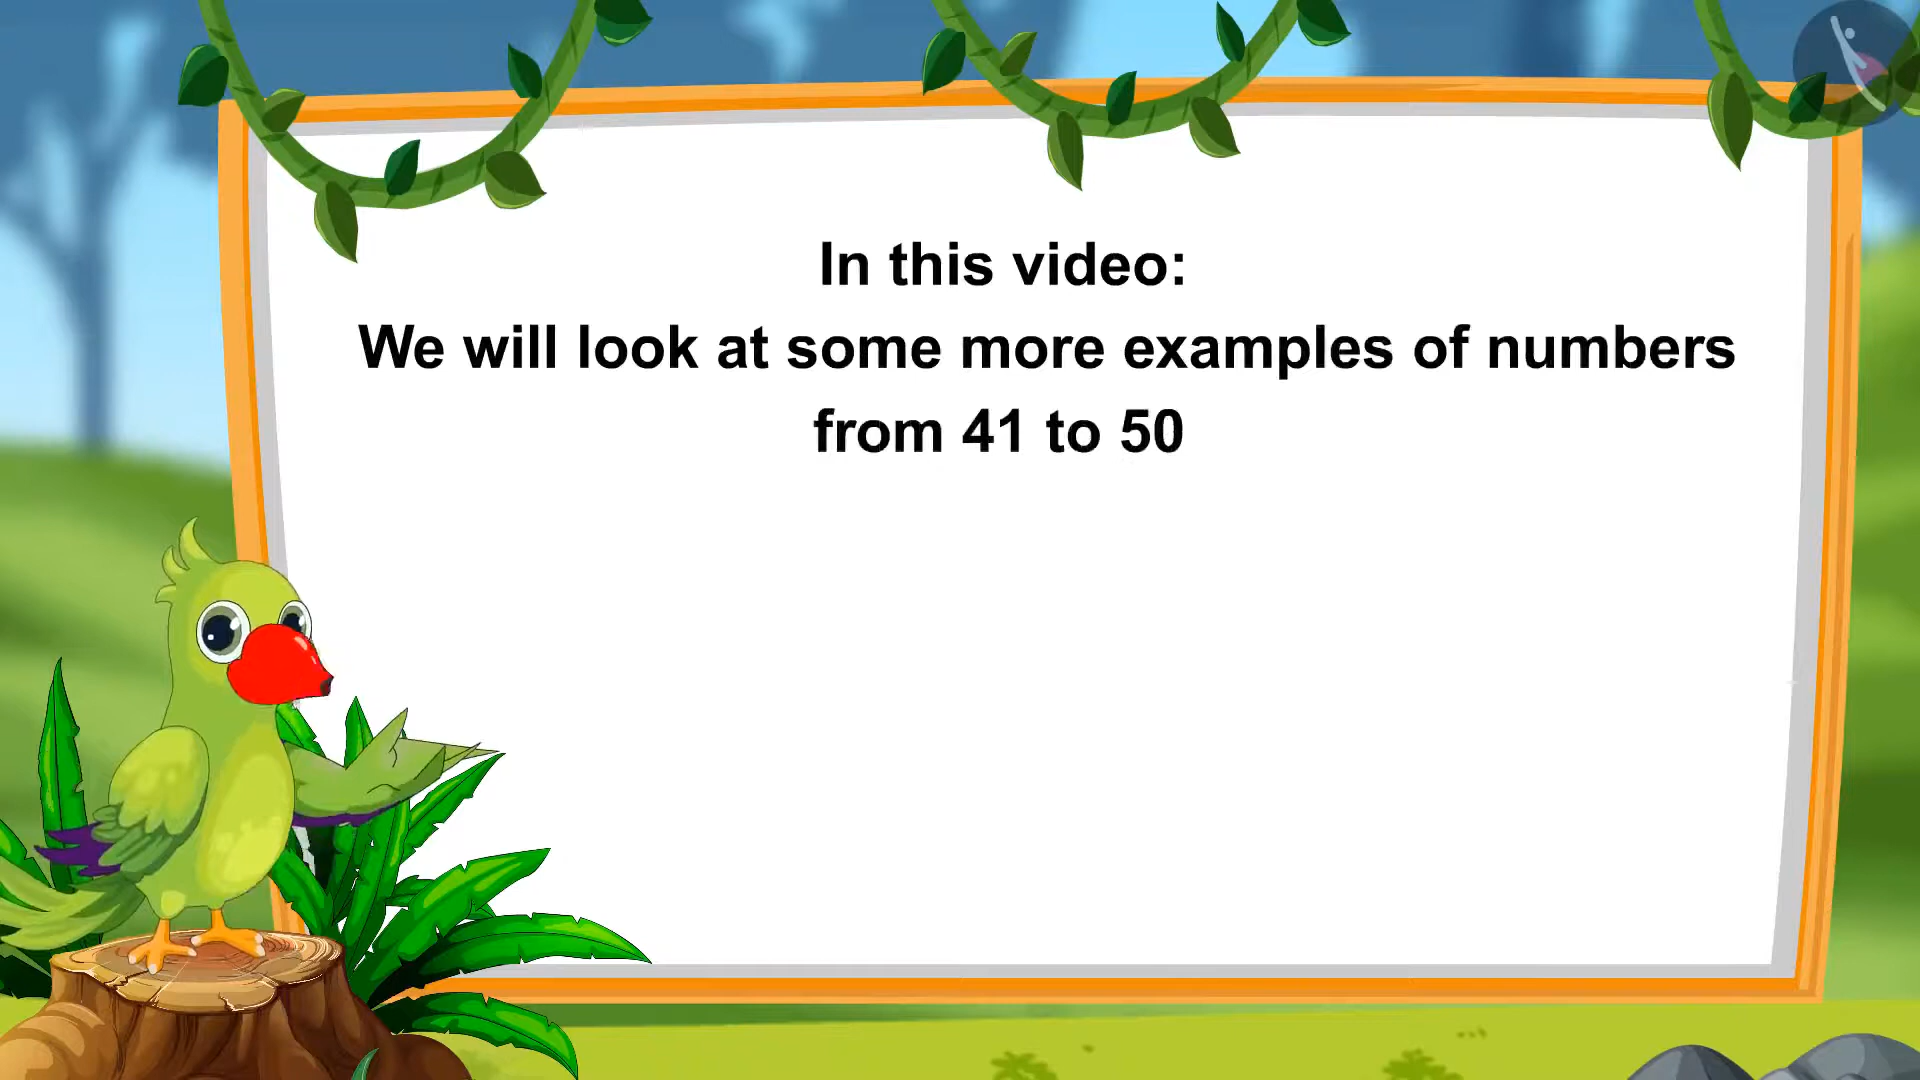 In this video:
We will look at some more examples of numbers
from 41 to 50